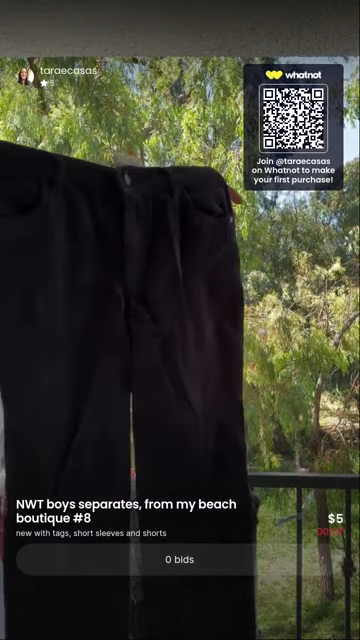 taraecasas
5
whatnot
Join @taraecasas
on Whatnot to make
your first purchase!
NWT boys separates, from my beach
boutique #8
$5
new with tags, short sleeves and shorts
0 bids